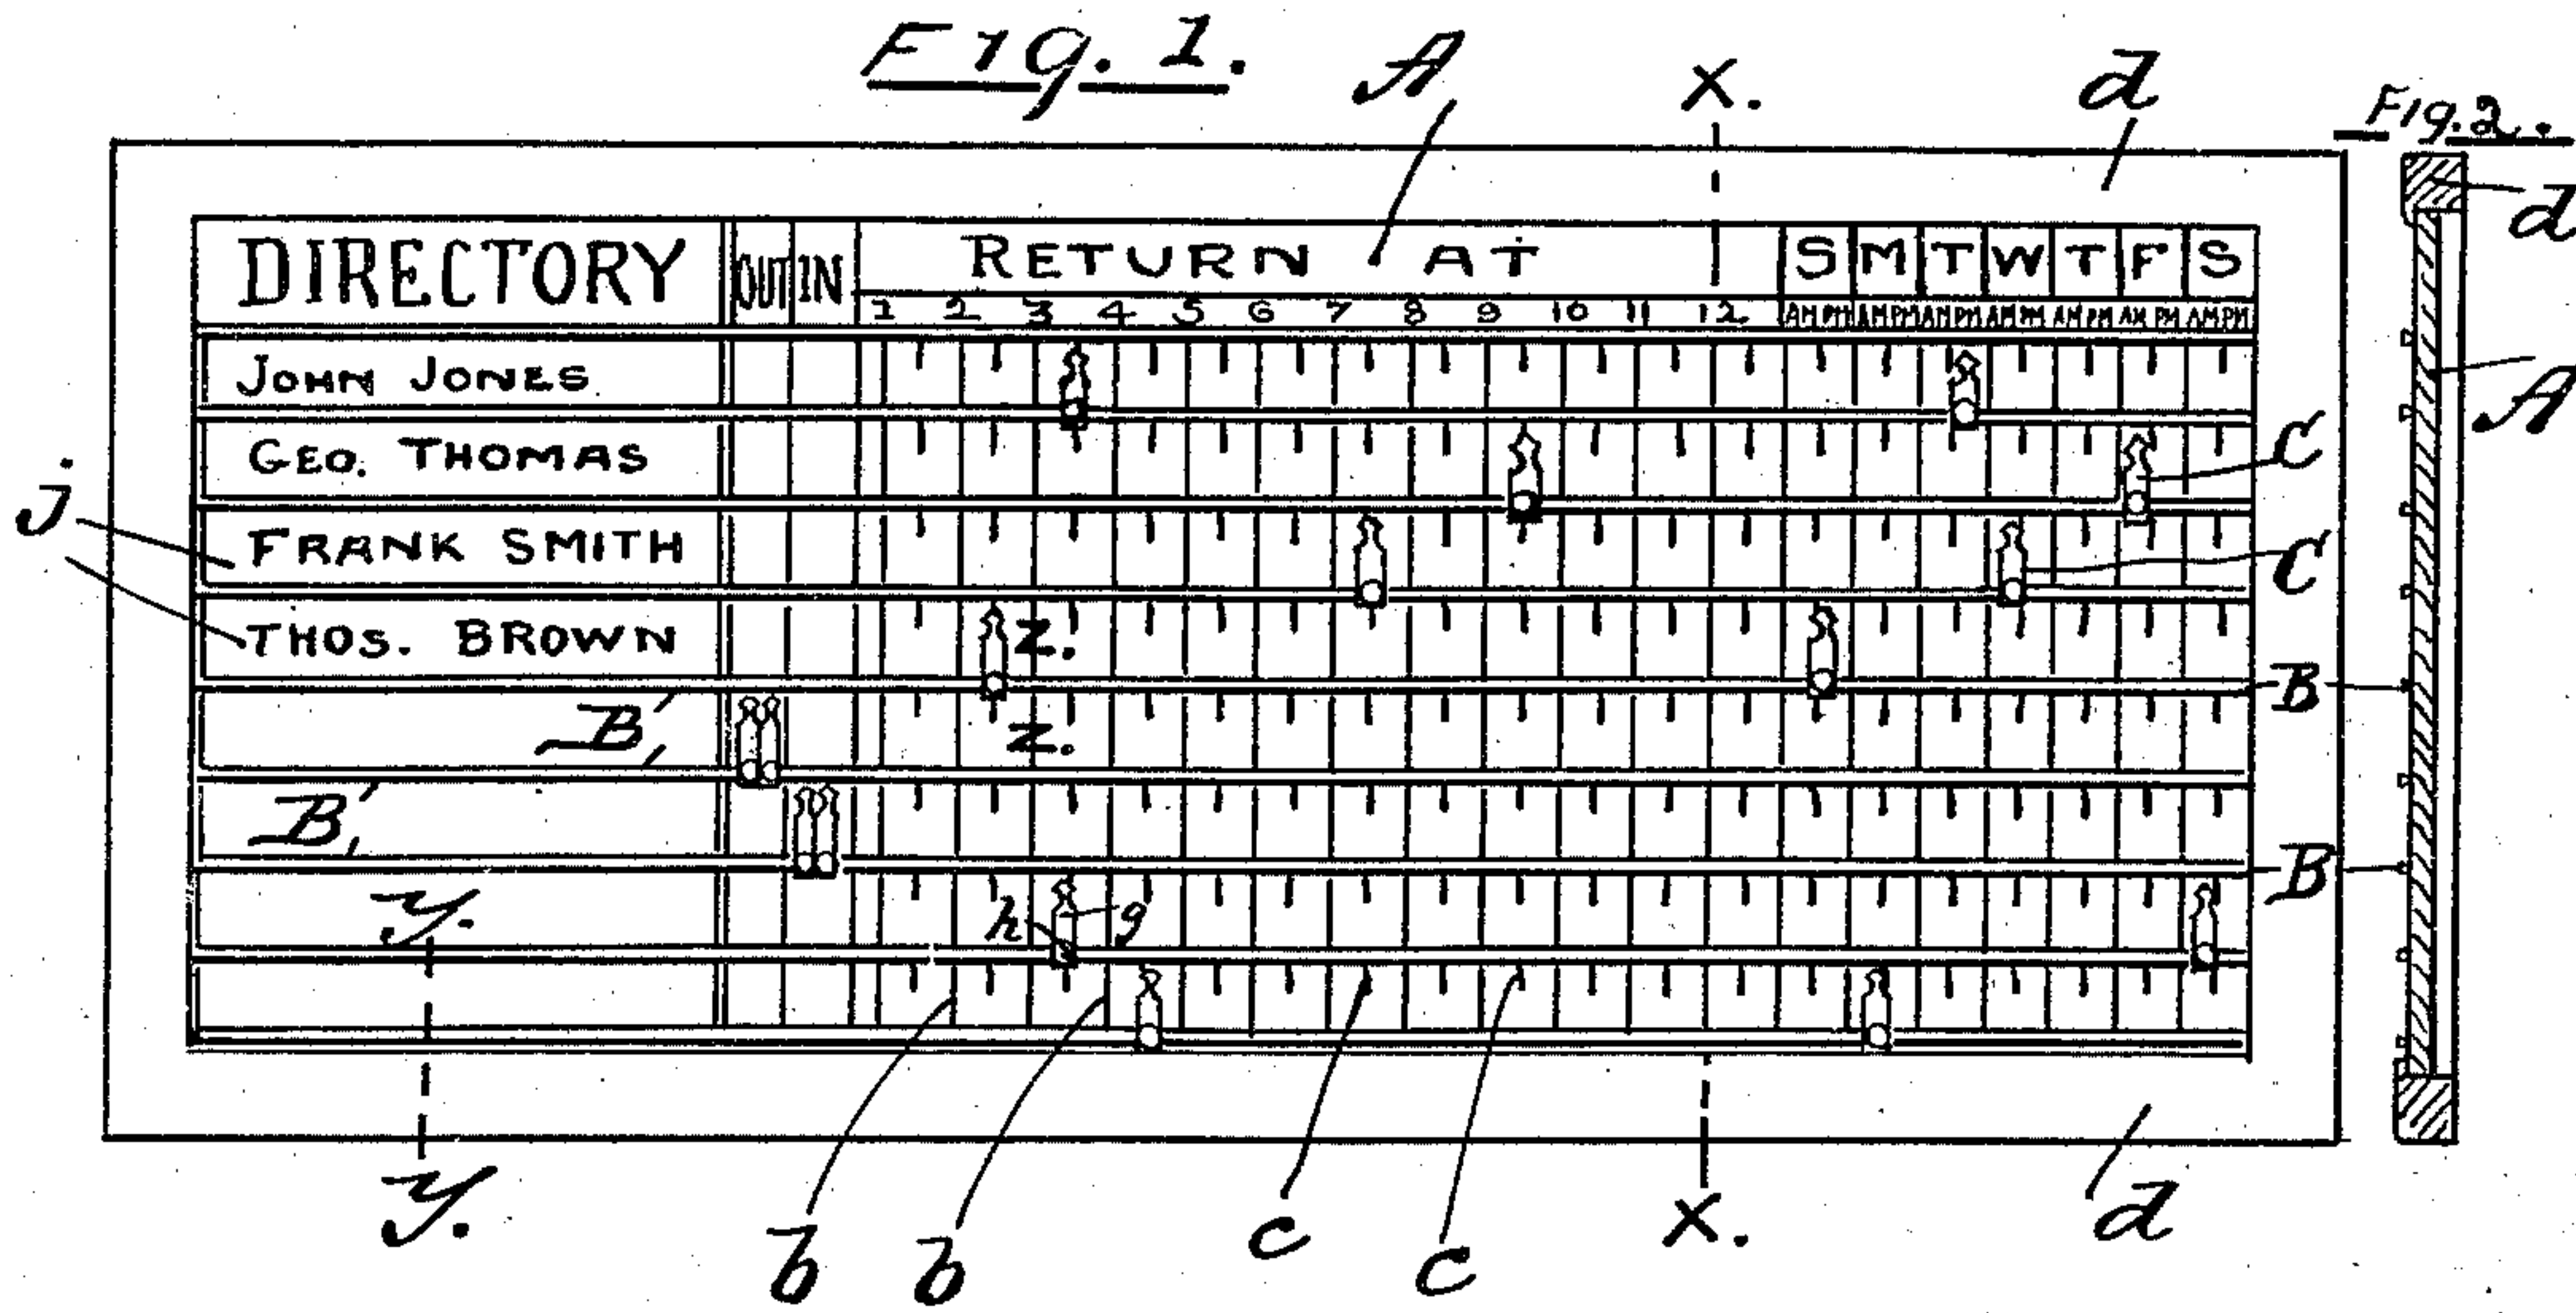 Fig. 1. A X. d Fig. 2.
d
DIRECTORY OUT IN RETURN AT S M T W T F S
1 2 3 4 5 6 7 8 9 10 11 12 AM PM AM PM AM PM AM PM AM PM AM PM AM PM
JOHN JONES
A
GEO. THOMAS C
j
FRANK SMITH C
THOS. BROWN z.
B
B' z.
B'
B
y. h g
y. b b c c X. d